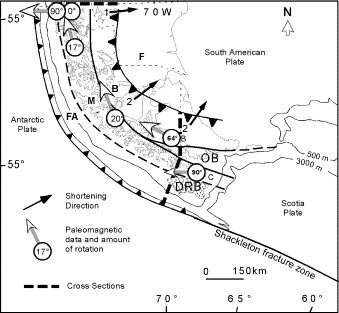 -55° 90° 0° 1 70 W N
17° 2 F South American
Plate
B
M
Antarctic
Plate FA 20° 2
64° B
OB 500 m
3000 m
55° 90° C
DRB
Shortening
Direction
Scotia
Plate
Paleomagnetic
data and amount
of rotation
17°
Shackleton fracture zone
0 150km
Cross Sections
70° 65° 60°